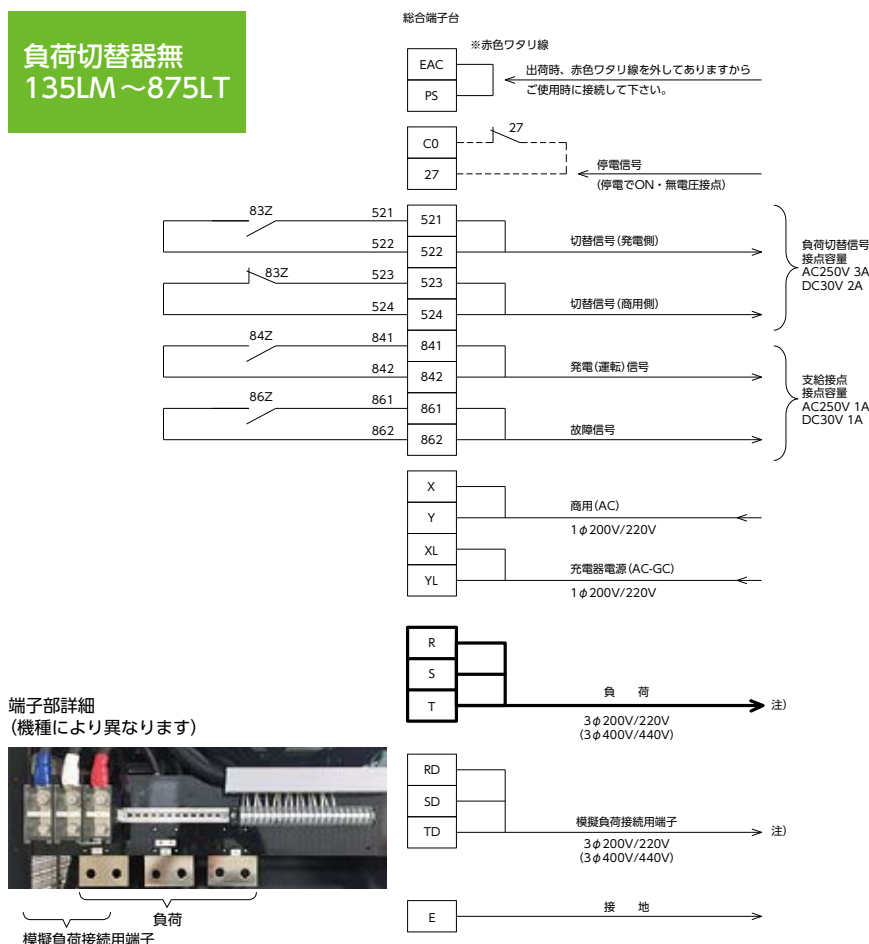 負荷切替器無
135LM～875LT
総合端子台
※赤色ワタリ線
EAC
出荷時、赤色ワタリ線を外してありますから
PS
ご使用時に接続して下さい。
C0
27
27
停電信号
(停電でON・無電圧接点)
83Z
521
521
522
522
切替信号(発電側)
83Z
523
523
524
524
切替信号(商用側)
負荷切替信号
接点容量
AC250V 3A
DC30V 2A
84Z
841
841
842
842
発電(運転)信号
86Z
861
861
862
862
故障信号
支給接点
接点容量
AC250V 1A
DC30V 1A
X
Y
商用(AC)
1φ200V/220V
XL
YL
充電器電源(AC-GC)
1φ200V/220V
R
S
T
負 荷
注)
3φ200V/220V
(3φ400V/440V)
RD
SD
TD
模擬負荷接続用端子
注)
3φ200V/220V
(3φ400V/440V)
E
接 地
端子部詳細
(機種により異なります)
負荷
模擬負荷接続用端子